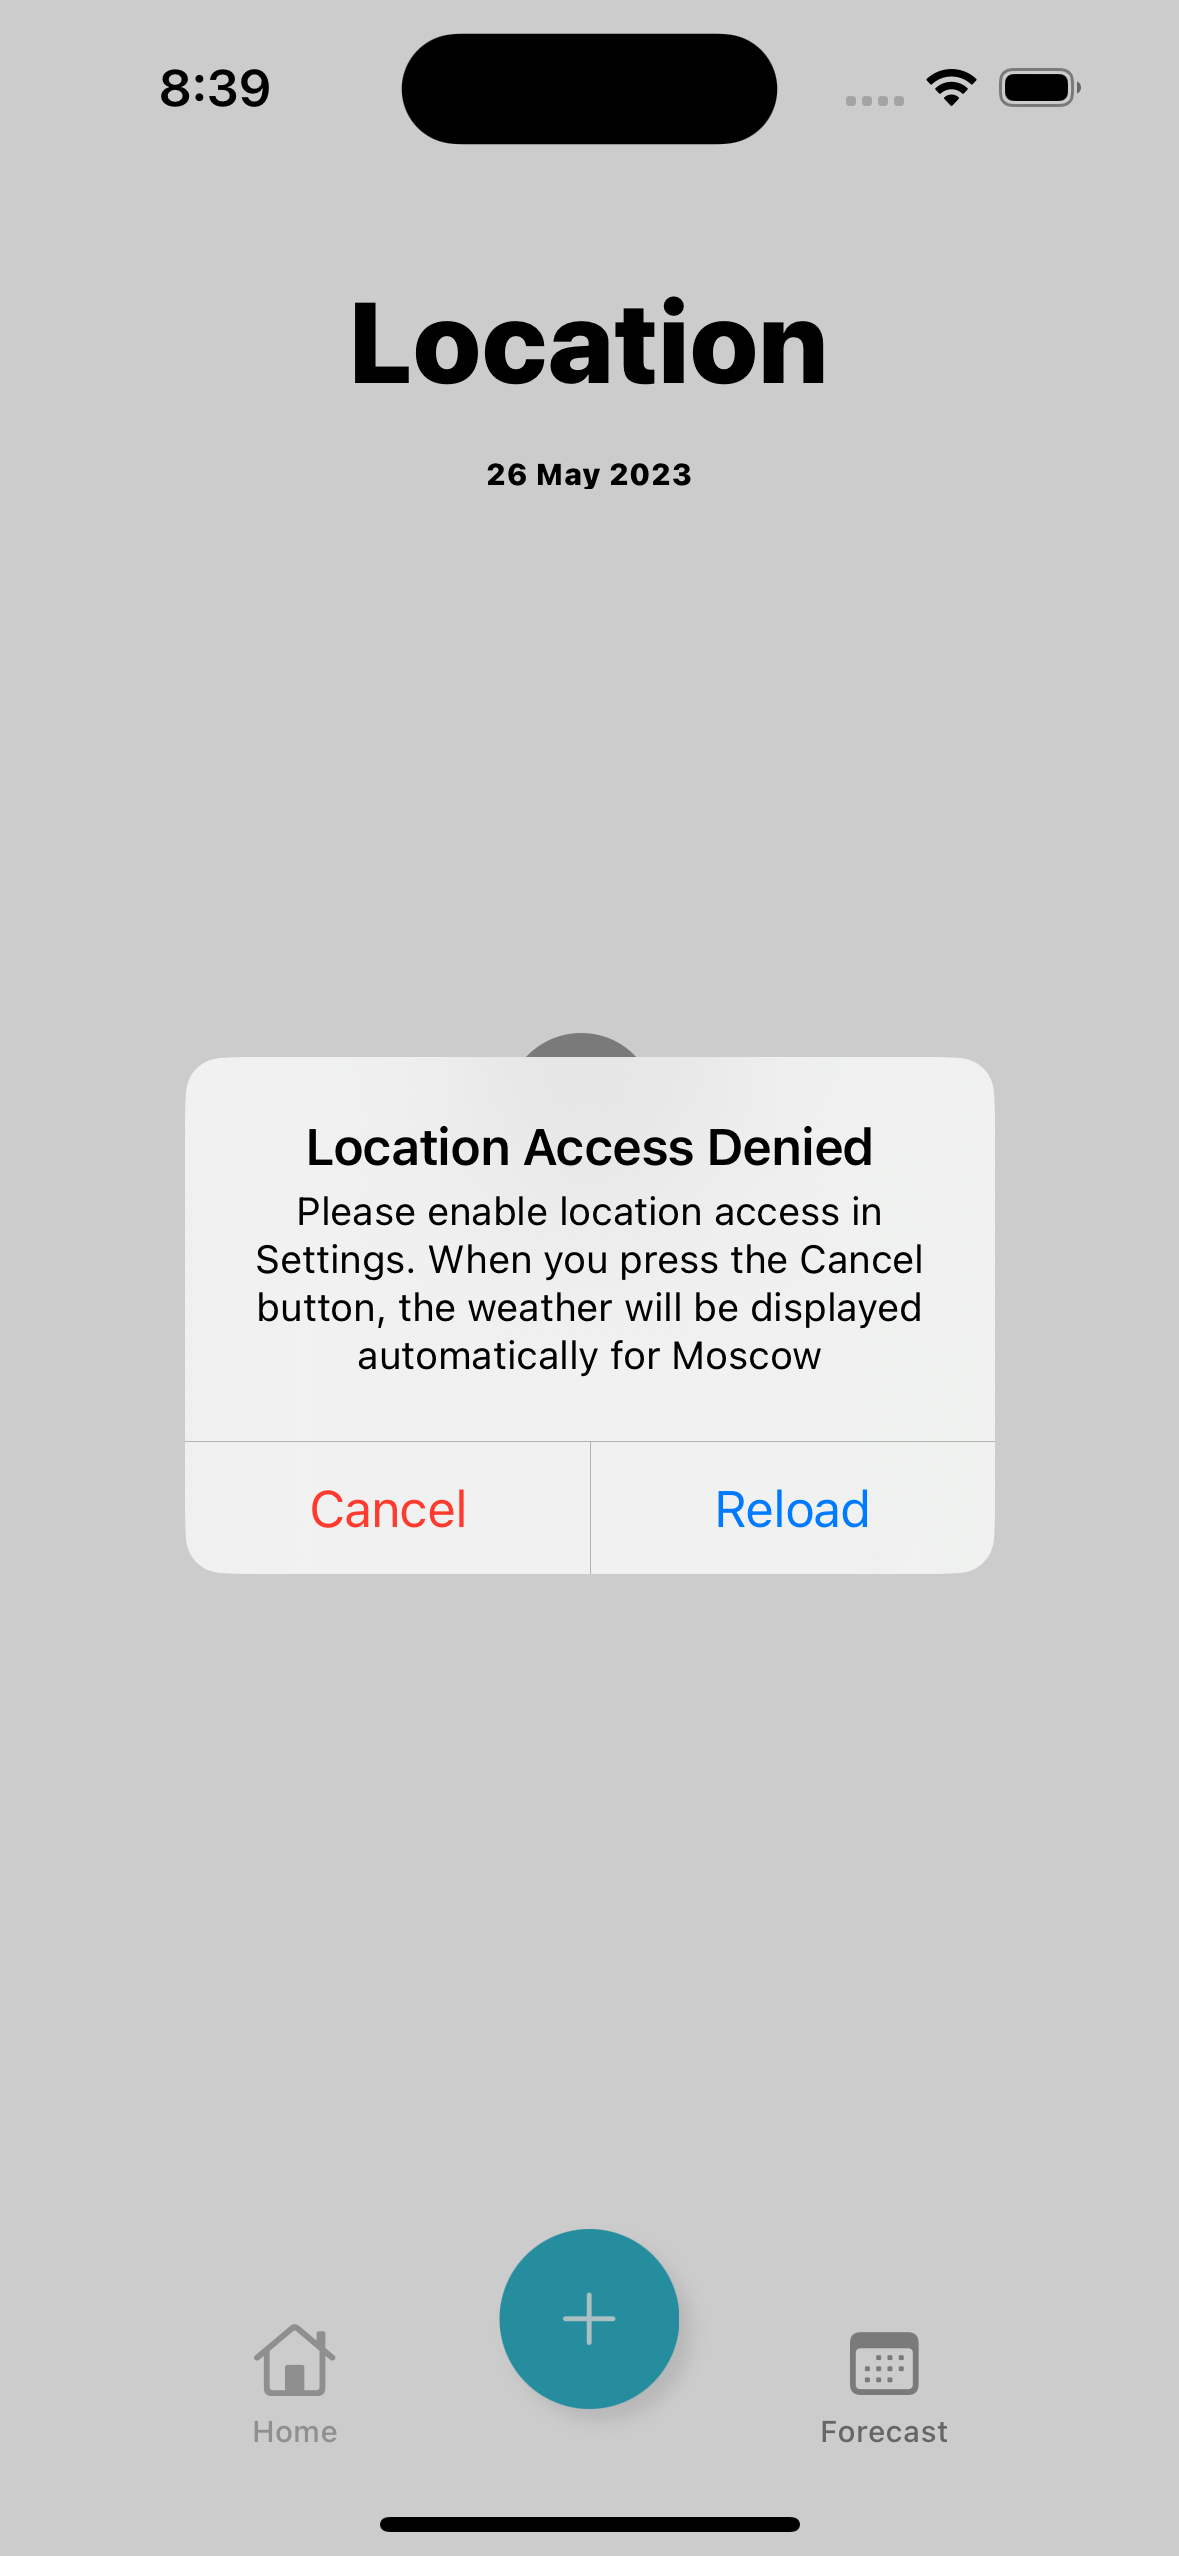 8:39
Location
26 May 2023
Location Access Denied
Please enable location access in
Settings. When you press the Cancel
button, the weather will be displayed
automatically for Moscow
Cancel
Reload
Home
Forecast